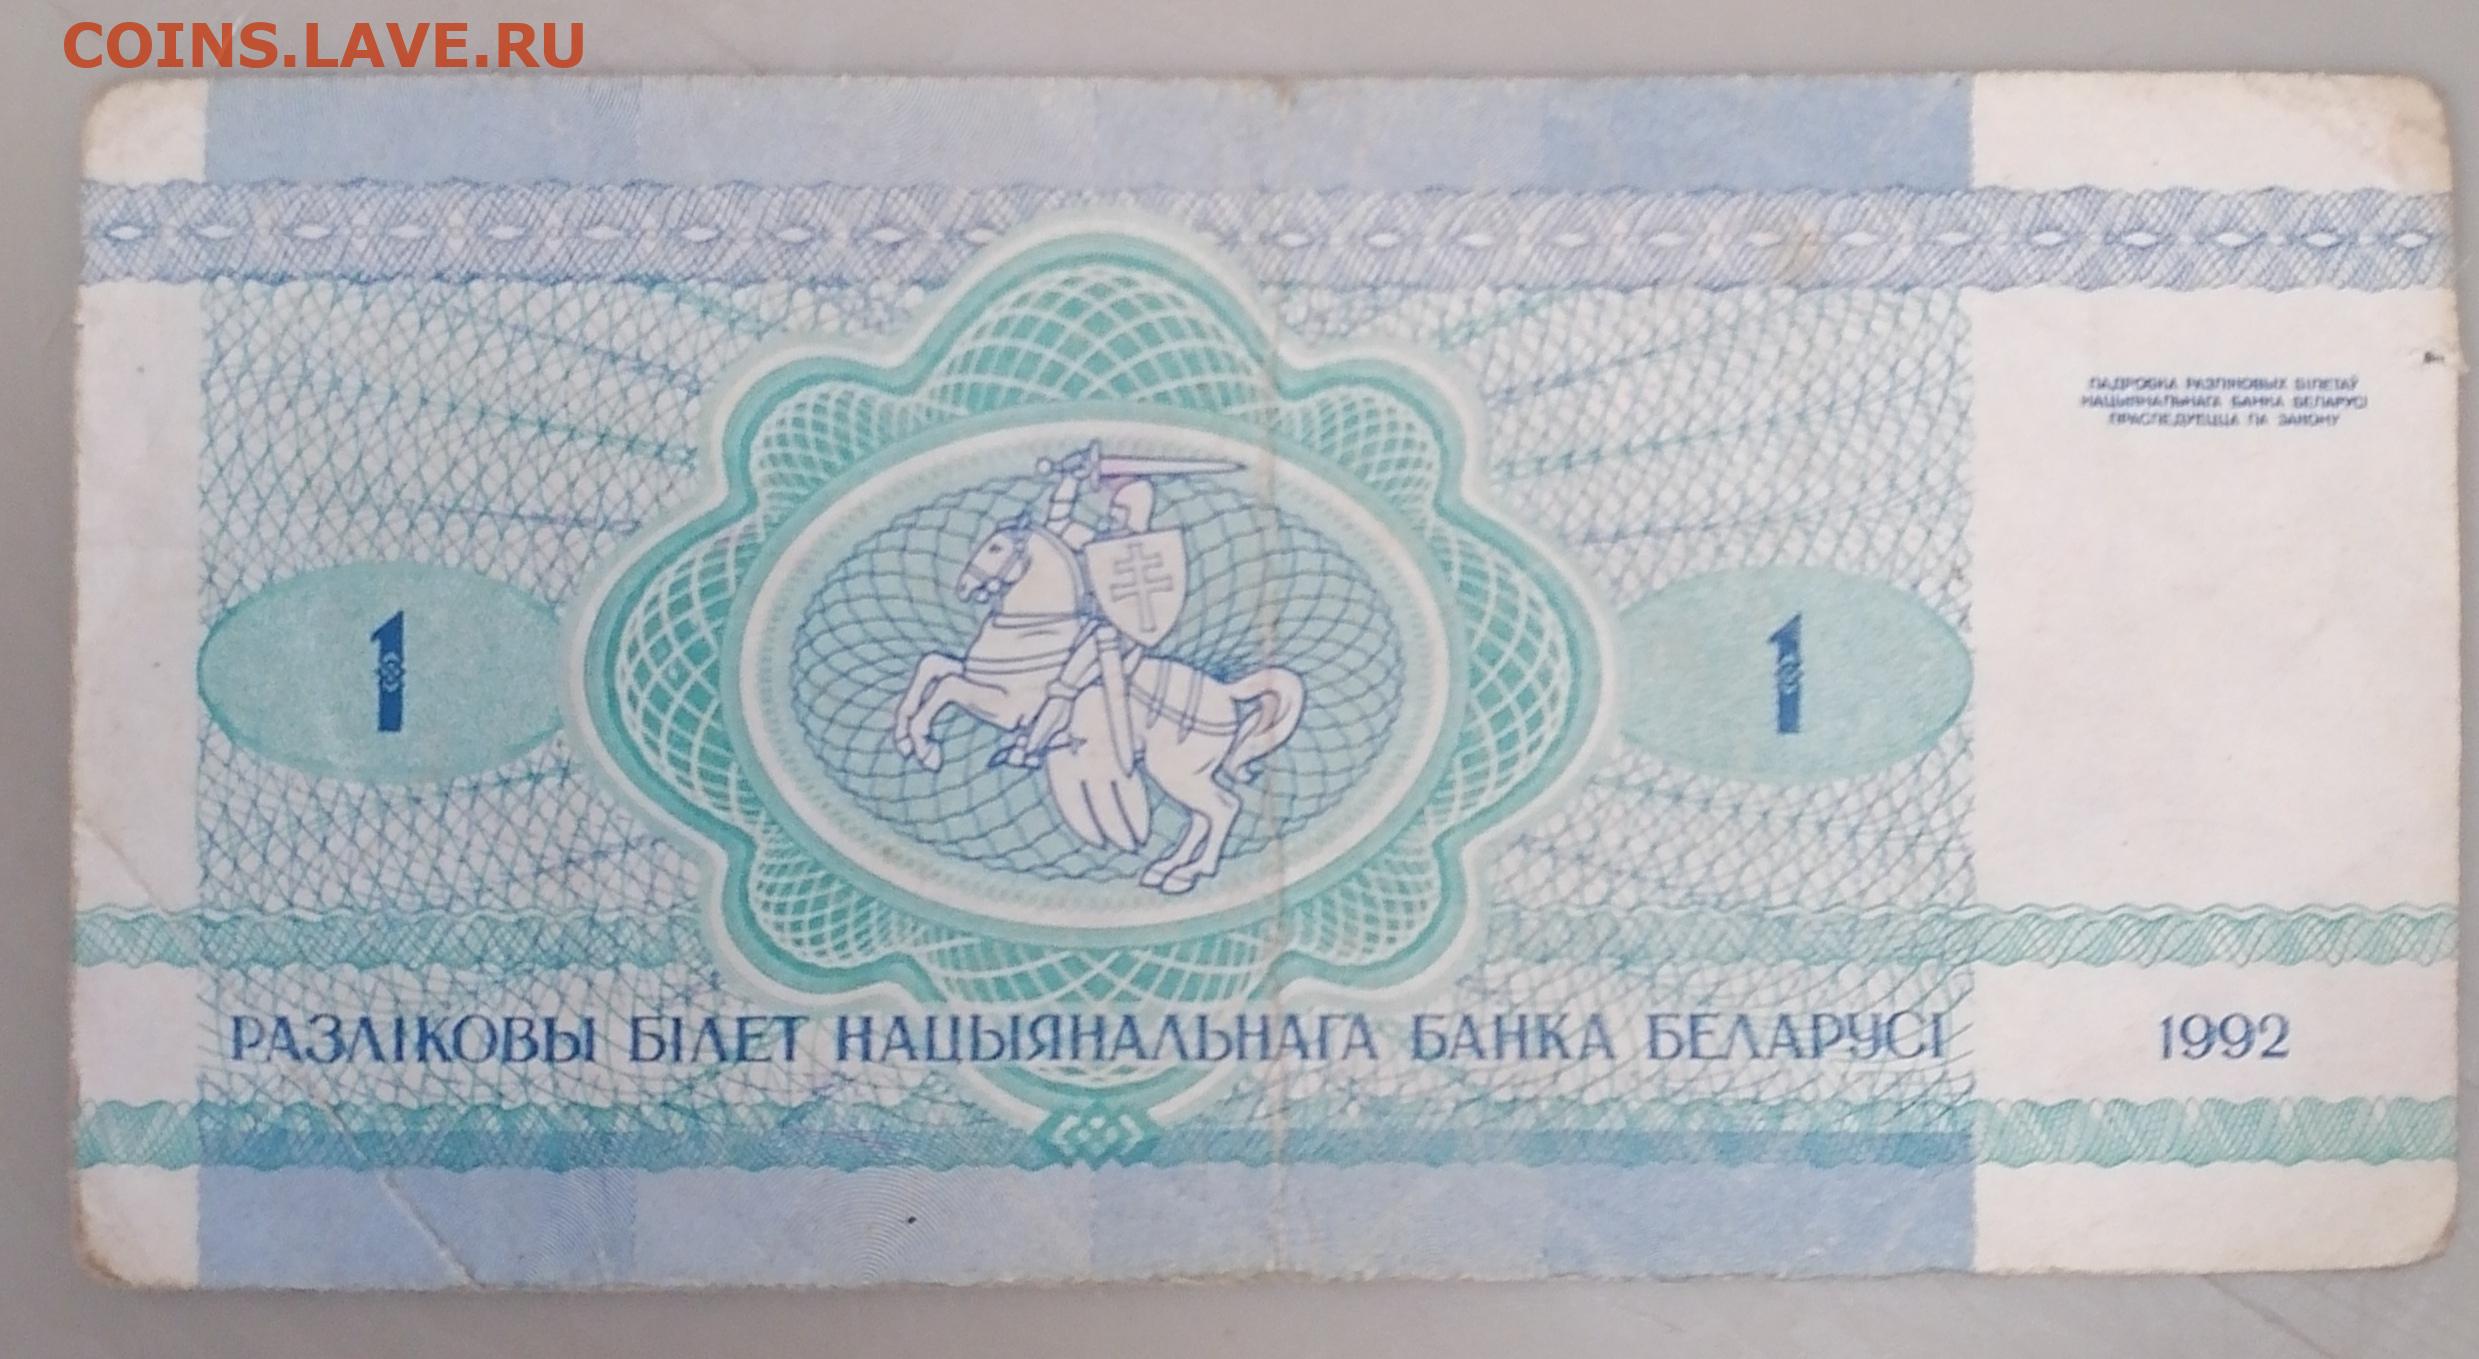 COINS.LAVE.RU
ПАДРОБКА РАЗЛІКОВЫХ БІЛЕТАЎ
НАЦЫЯНАЛЬНАГА БАНКА БЕЛАРУСІ
ПРАСЛЕДУЕЦЦА ПА ЗАКОНУ
1
1
РАЗЛІКОВЫ БІЛЕТ НАЦЫЯНАЛЬНАГА БАНКА БЕЛАРУСІ 1992